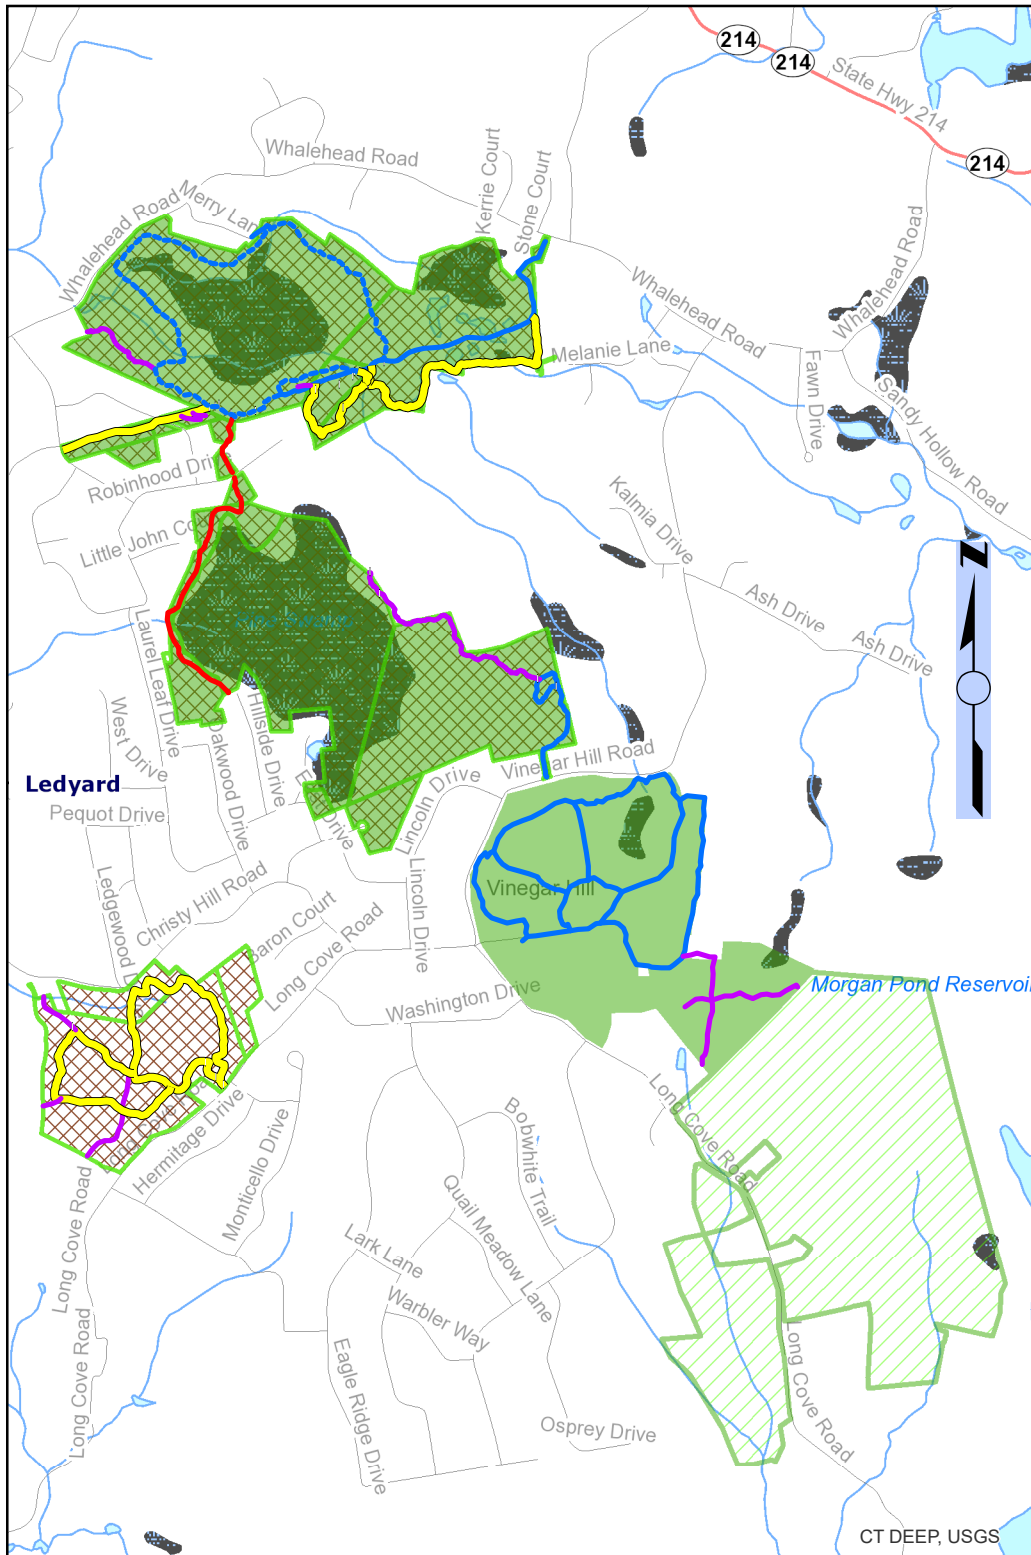 214
214
State Hwy 214
214
Whalehead Road
Kerrie Court
Stone Court
Merry Lane
Whalehead Road
Whalehead Road
Whalehead Road
Melanie Lane
Fawn Drive
Sandy Hollow Road
Robinhood Drive
Kalmia Drive
Little John Cou
Z
Ash Drive
Ash Drive
Pine Swamp
Laurel Leaf Drive
West Drive
Oakwood Drive
Hillside Drive
Vinegar Hill Road
Lincoln Drive
Ledyard
Pequot Drive
E
Drive
Lincoln Drive
Vinegar Hill
Ledgewood D
Christy Hill Road
Baron Court
Long Cove Road
Washington Drive
Morgan Pond Reservoi
Long Cove Road
Hermitage Drive
Monticello Drive
Long Cove Road
Bobwhite Trail
Long Cove Road
Quail Meadow Lane
Lark Lane
Warbler Way
Long Cove Road
Eagle Ridge Drive
Long Cove Road
Osprey Drive
CT DEEP, USGS